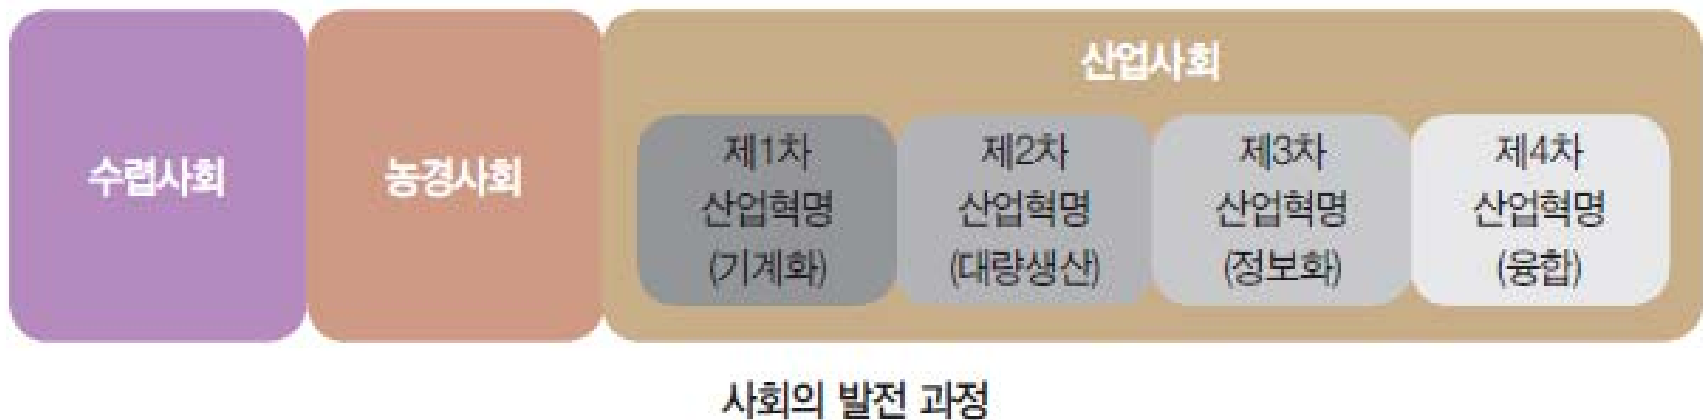 수렵사회
농경사회
산업사회
제1차
산업혁명
(기계화)
제2차
산업혁명
(대량생산)
제3차
산업혁명
(정보화)
제4차
산업혁명
(융합)
사회의 발전 과정